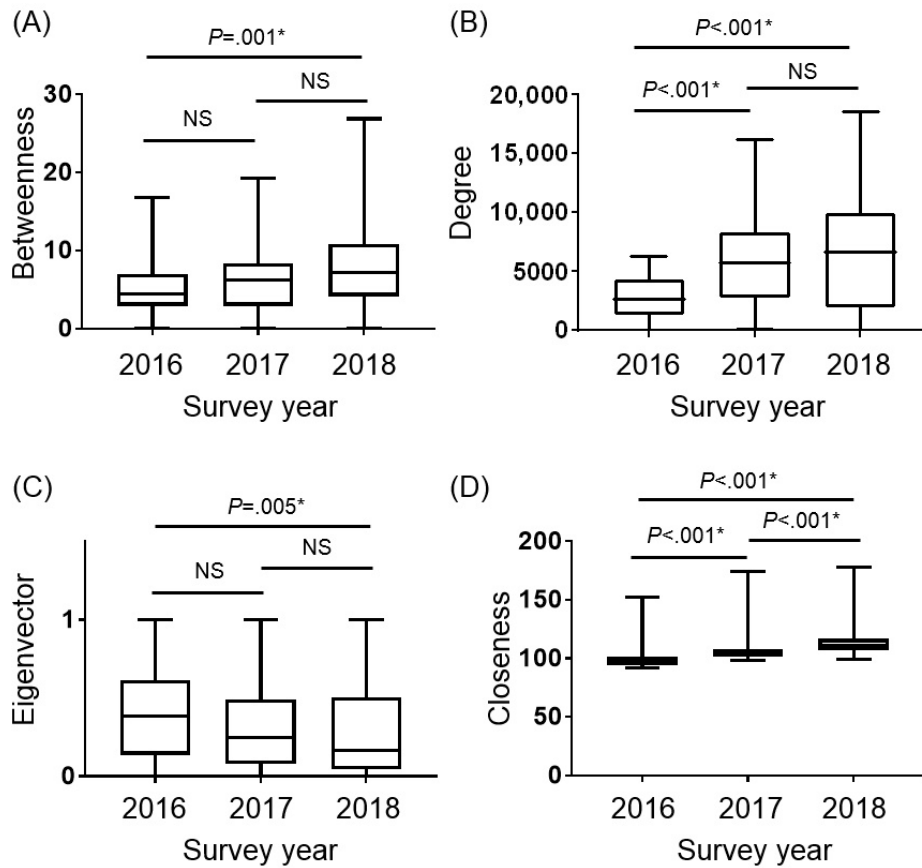 (A)
P=.001*
NS
NS
30
20
10
0
Betweenness
2016 2017 2018
Survey year
(B)
P<.001*
NS
P<.001*
20,000
15,000
10,000
5000
0
Degree
2016 2017 2018
Survey year
(C)
P=.005*
NS
NS
1
0
Eigenvector
2016 2017 2018
Survey year
(D)
P<.001*
P<.001*
P<.001*
200
150
100
50
0
Closeness
2016 2017 2018
Survey year